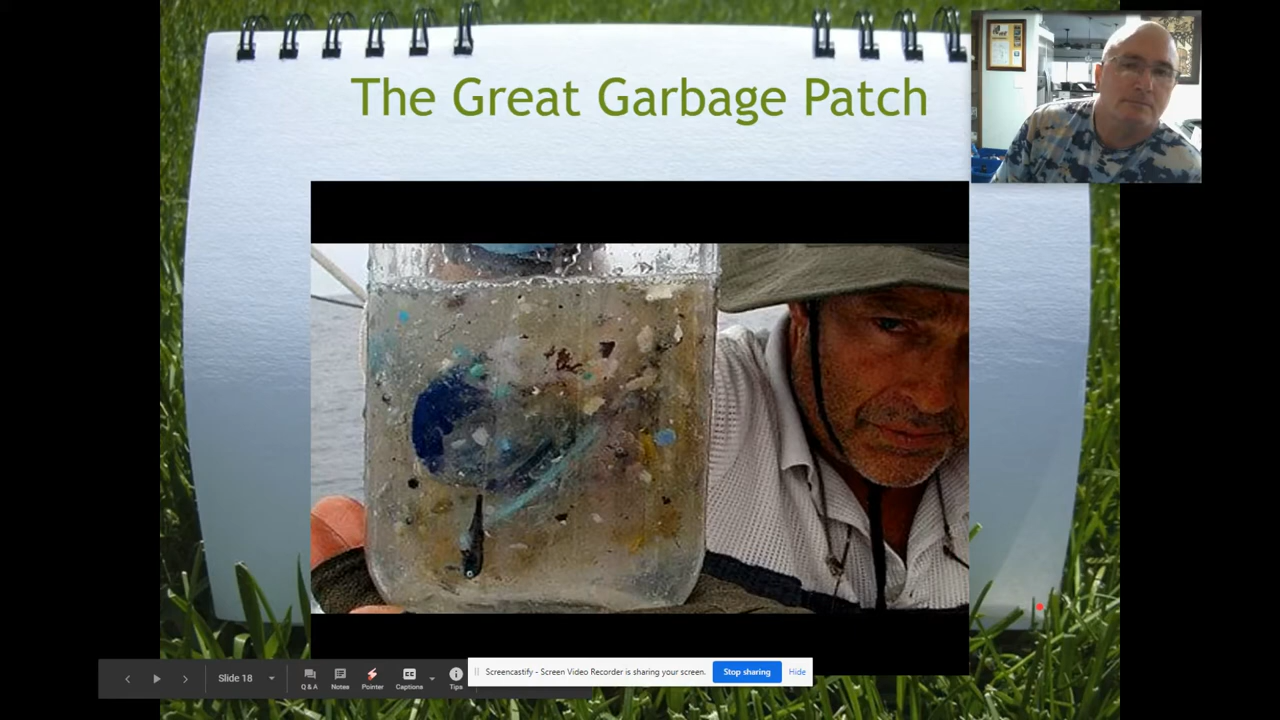 The Great Garbage Patch
Slide 18
Q & A
Notes
Pointer
CC
Captions
Tips
Screencastify - Screen Video Recorder is sharing your screen.
Stop sharing
Hide